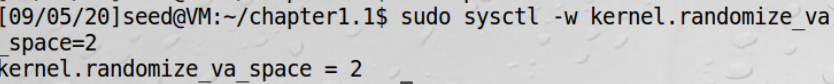 [09/05/20]seed@VM:~/chapter1.1$ sudo sysctl -w kernel.randomize_va
_space=2
kernel.randomize_va_space = 2